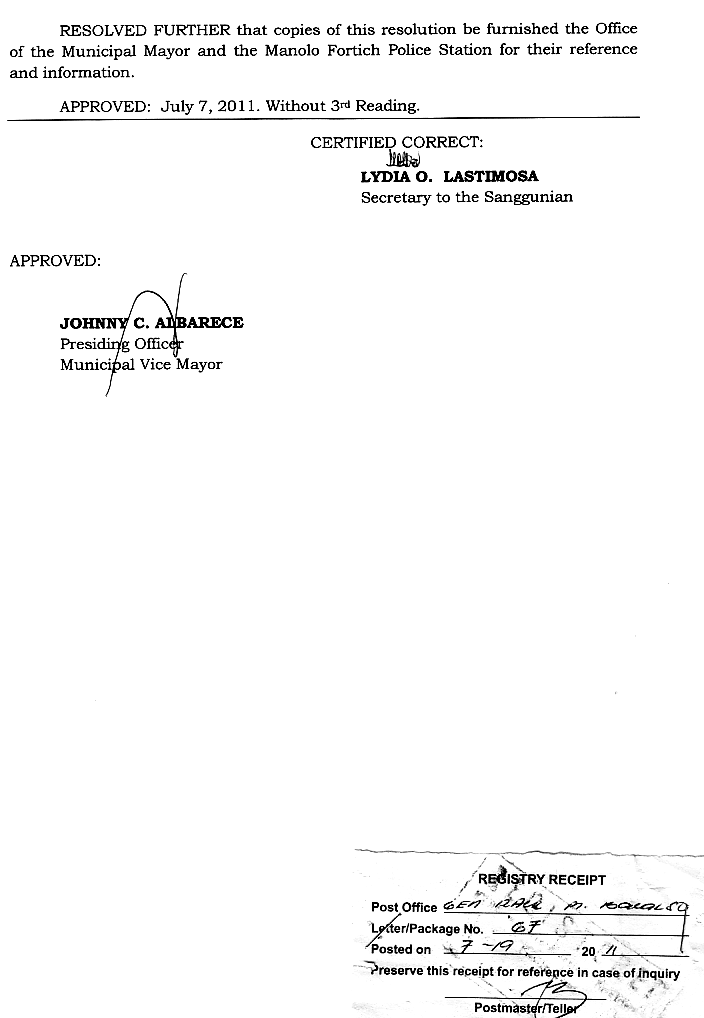 RESOLVED FURTHER that copies of this resolution be furnished the Office
of the Municipal Mayor and the Manolo Fortich Police Station for their reference
and information.
APPROVED: July 7, 2011. Without 3rd Reading.
CERTIFIED CORRECT:
LYDIA O. LASTIMOSA
Secretary to the Sanggunian
APPROVED:
JOHNNY C. ALBARECE
Presiding Officer
Municipal Vice Mayor
REGISTRY RECEIPT
Post Office
Letter/Package No. 67
Posted on 7-19 20 11
Preserve this receipt for reference in case of inquiry
Postmaster/Teller